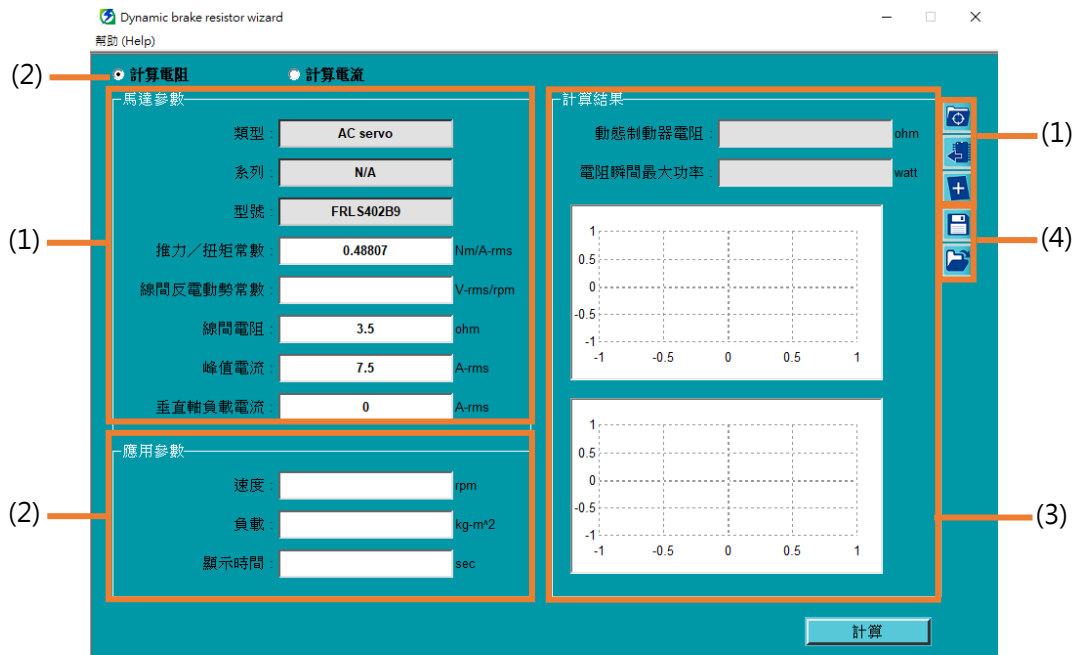 Dynamic brake resistor wizard
幫助 (Help)
(2)
計算電阻
計算電流
馬達參數
類型 : AC servo
系列 : N/A
型號 : FRLS402B9
(1)
推力／扭矩常數 : 0.48807 Nm/A-rms
線間反電動勢常數 : V-rms/rpm
線間電阻 : 3.5 ohm
峰值電流 : 7.5 A-rms
垂直軸負載電流 : 0 A-rms
應用參數
(2)
速度 : rpm
負載 : kg-m^2
顯示時間 : sec
計算結果
動態制動器電阻 : ohm
電阻瞬間最大功率 : watt
1
0.5
0
-0.5
-1
-1 -0.5 0 0.5 1
1
0.5
0
-0.5
-1
-1 -0.5 0 0.5 1
(1)
(4)
(3)
計算